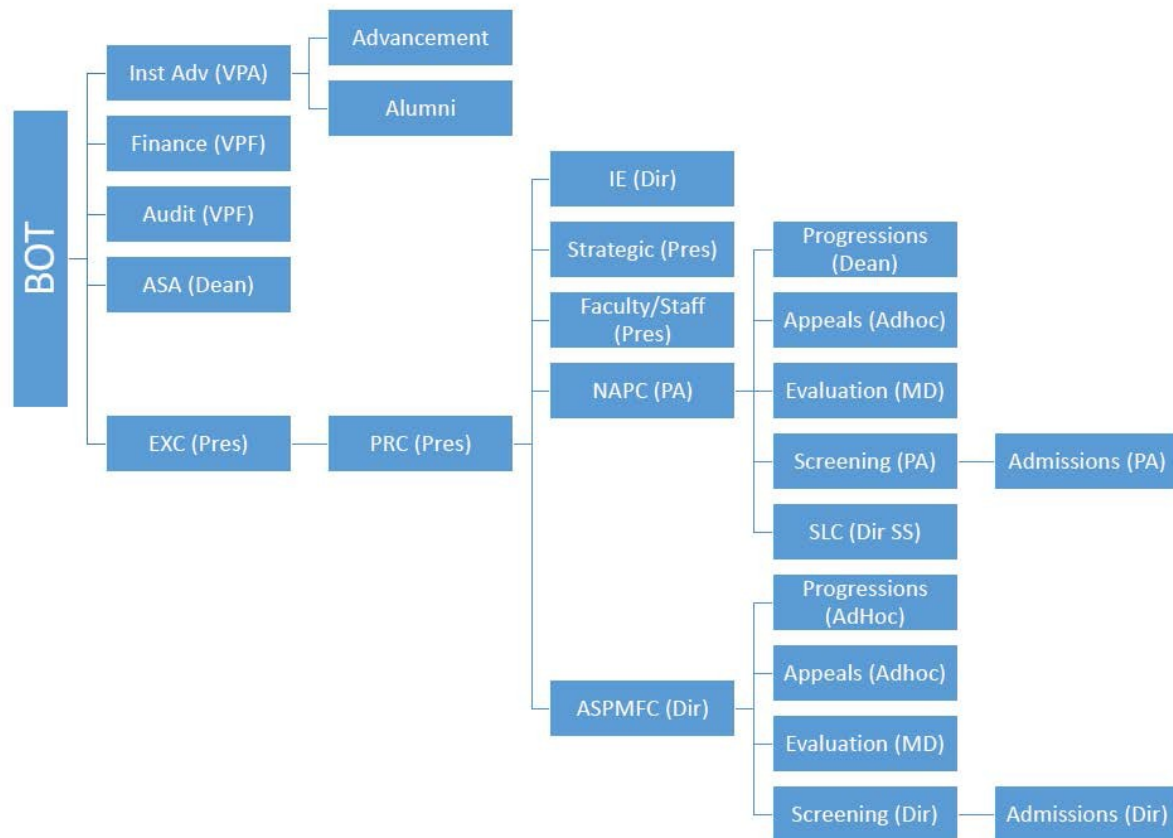 BOT
Inst Adv (VPA)
Advancement
Alumni
Finance (VPF)
Audit (VPF)
ASA (Dean)
EXC (Pres)
PRC (Pres)
IE (Dir)
Strategic (Pres)
Faculty/Staff
(Pres)
NAPC (PA)
Progressions
(Dean)
Appeals (Adhoc)
Evaluation (MD)
Screening (PA)
Admissions (PA)
SLC (Dir SS)
ASPMFC (Dir)
Progressions
(AdHoc)
Appeals (Adhoc)
Evaluation (MD)
Screening (Dir)
Admissions (Dir)